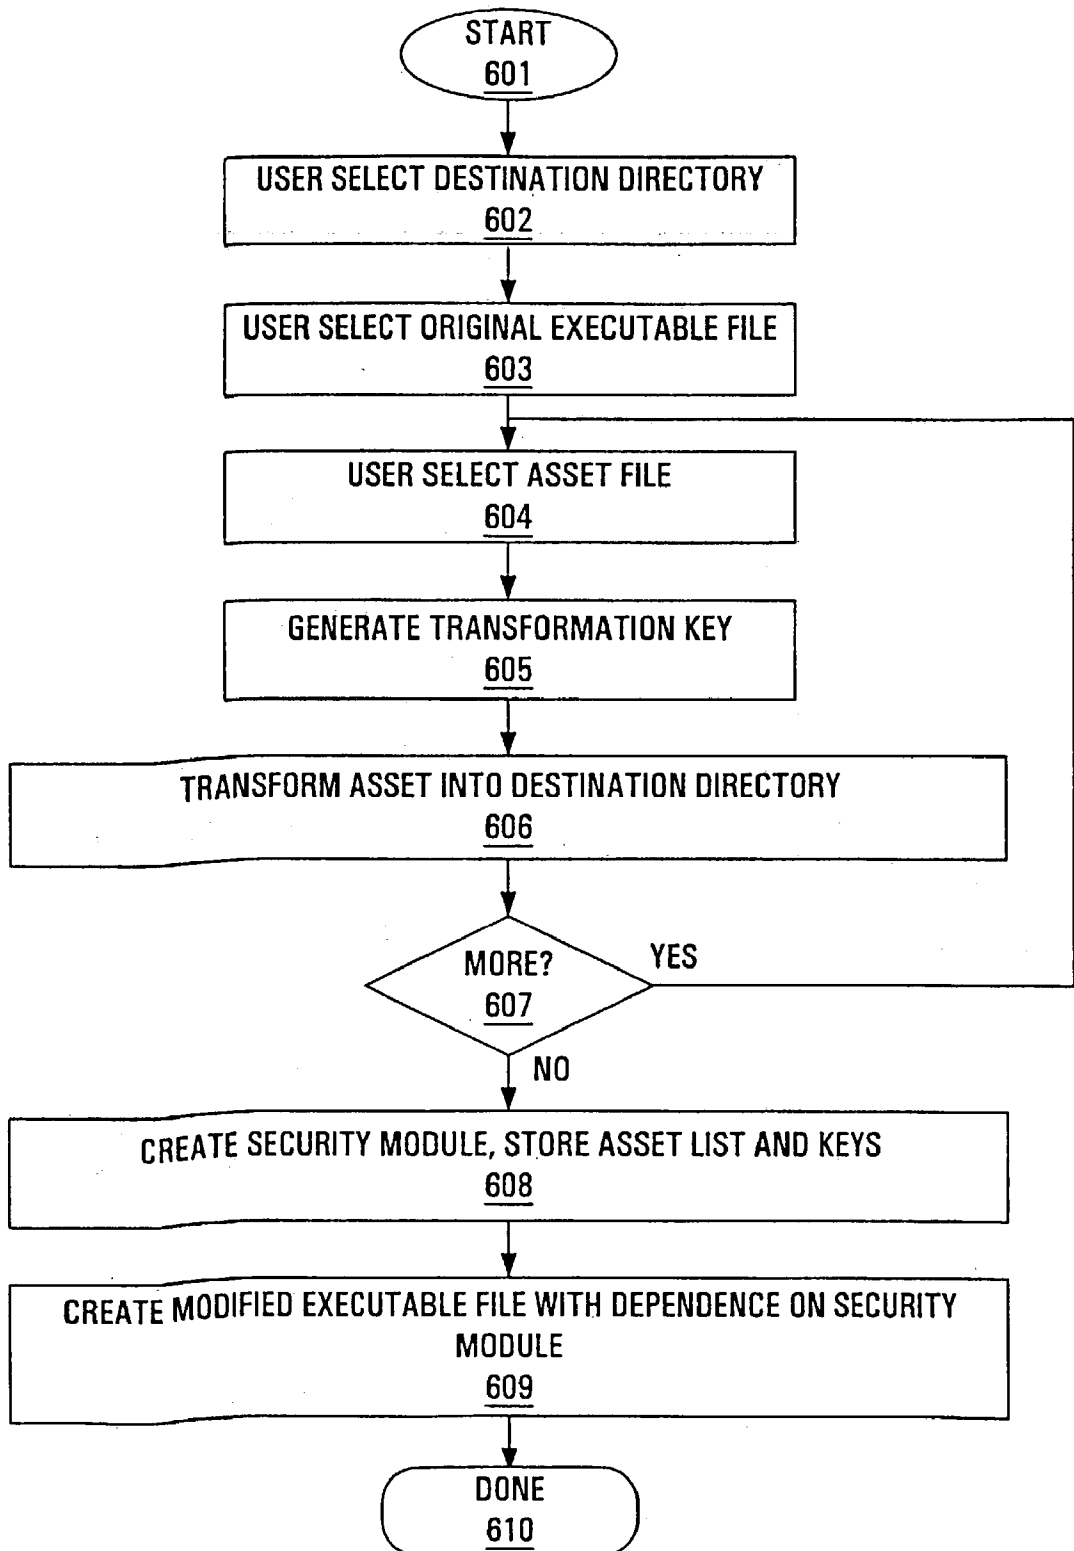 START
601
USER SELECT DESTINATION DIRECTORY
602
USER SELECT ORIGINAL EXECUTABLE FILE
603
USER SELECT ASSET FILE
604
GENERATE TRANSFORMATION KEY
605
TRANSFORM ASSET INTO DESTINATION DIRECTORY
606
MORE?
607
YES
NO
CREATE SECURITY MODULE, STORE ASSET LIST AND KEYS
608
CREATE MODIFIED EXECUTABLE FILE WITH DEPENDENCE ON SECURITY
MODULE
609
DONE
610